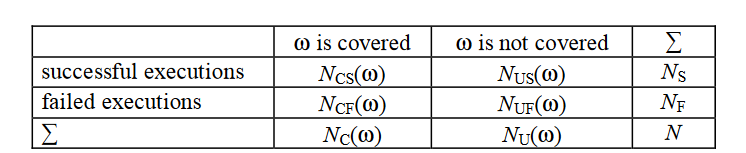 ω is covered ω is not covered ∑
successful executions N_CS(ω) N_US(ω) N_S
failed executions N_CF(ω) N_UF(ω) N_F
∑ N_C(ω) N_U(ω) N